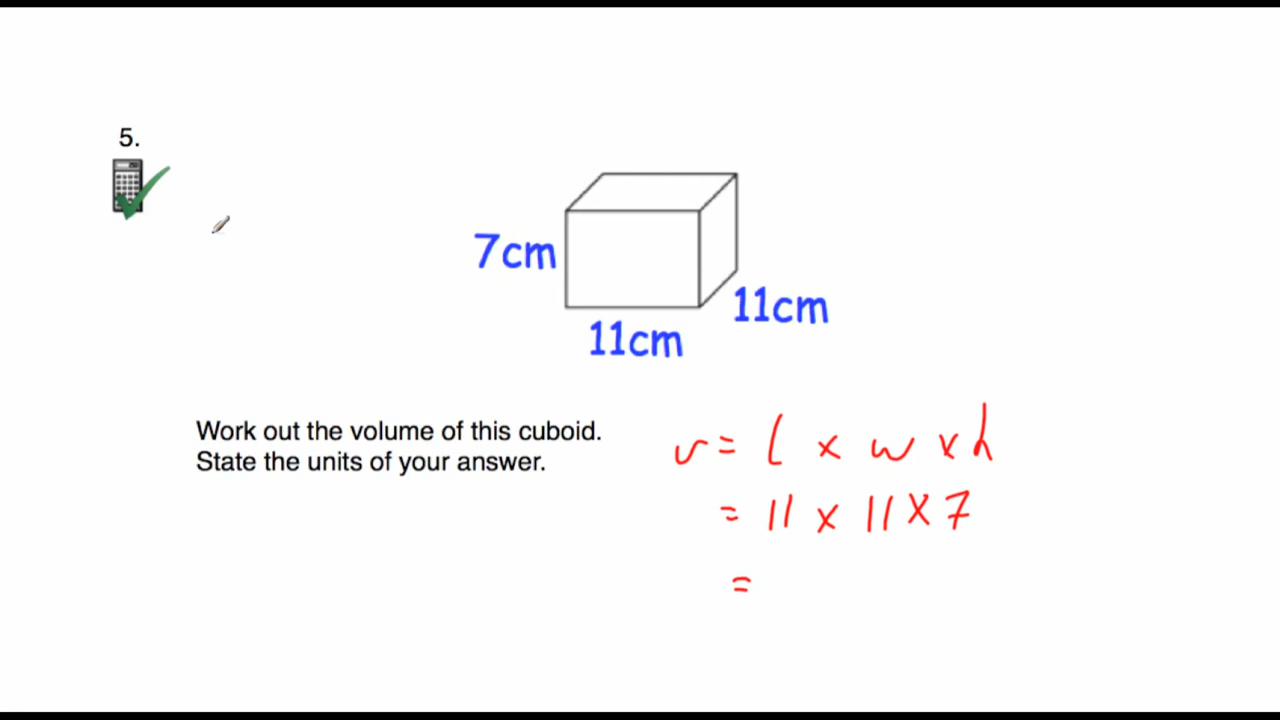 5.
7cm
11cm
11cm
Work out the volume of this cuboid.
State the units of your answer.
v = l x w x h
= 11 x 11 x 7
=